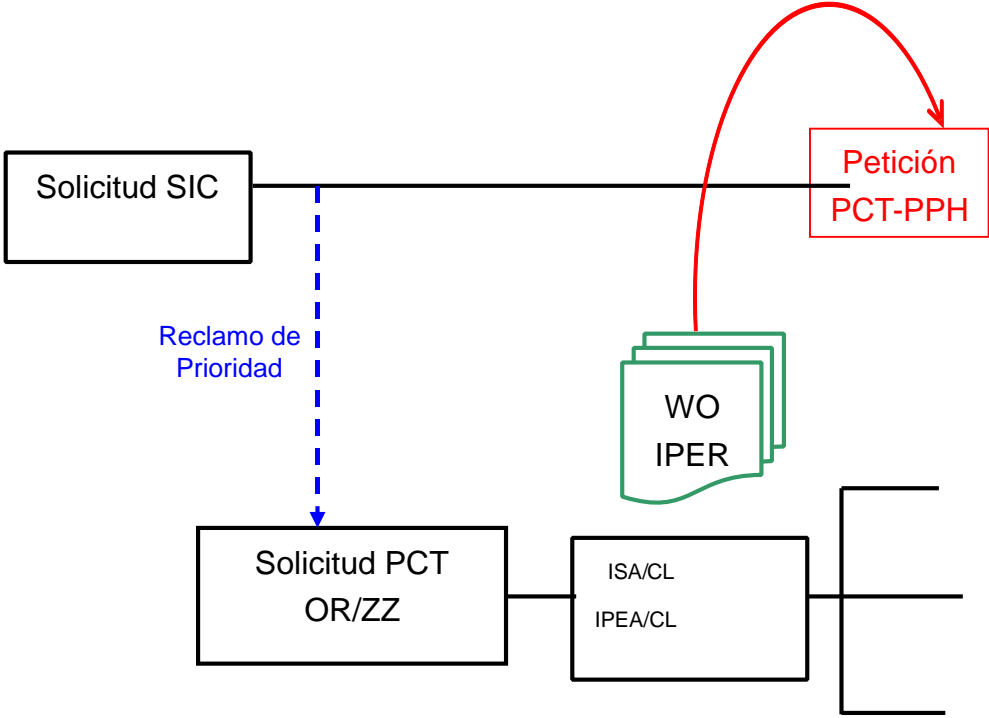 Petición
PCT-PPH
Solicitud SIC
Reclamo de
Prioridad
WO
IPER
Solicitud PCT
OR/ZZ
ISA/CL
IPEA/CL